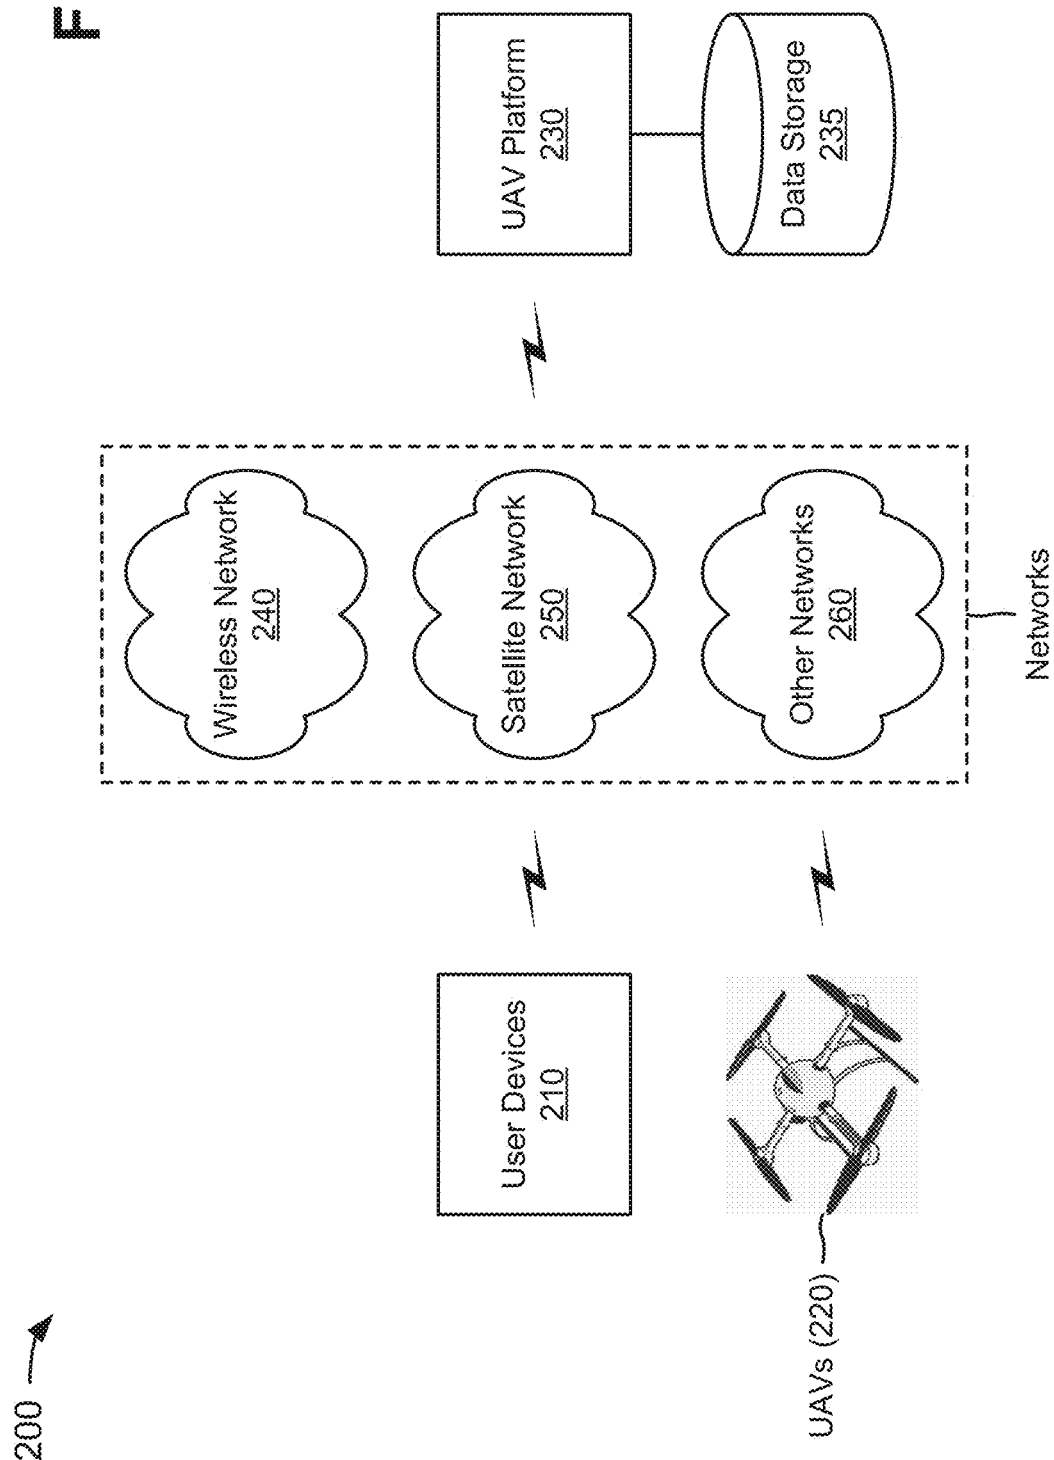 200
F
User Devices
210
UAVs (220)
Wireless Network
240
Satellite Network
250
Other Networks
260
Networks
UAV Platform
230
Data Storage
235